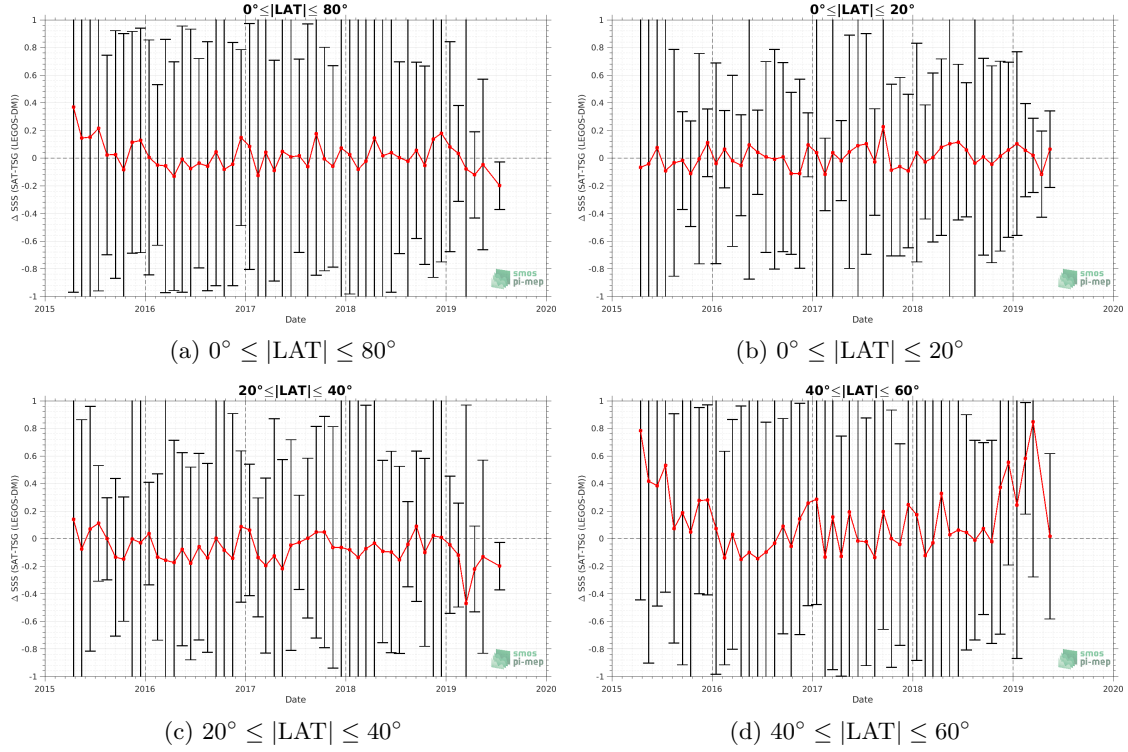 0°≤|LAT|≤ 80°
Δ SSS (SAT-TSG (LEGOS-DM))
1
0.8
0.6
0.4
0.2
0
-0.2
-0.4
-0.6
-0.8
-1
2015
2016
2017
2018
2019
2020
Date
smos
pi-mep
(a) 0° ≤ |LAT| ≤ 80°
0°≤|LAT|≤ 20°
Δ SSS (SAT-TSG (LEGOS-DM))
1
0.8
0.6
0.4
0.2
0
-0.2
-0.4
-0.6
-0.8
-1
2015
2016
2017
2018
2019
2020
Date
smos
pi-mep
(b) 0° ≤ |LAT| ≤ 20°
20°≤|LAT|≤ 40°
Δ SSS (SAT-TSG (LEGOS-DM))
1
0.8
0.6
0.4
0.2
0
-0.2
-0.4
-0.6
-0.8
-1
2015
2016
2017
2018
2019
2020
Date
smos
pi-mep
(c) 20° ≤ |LAT| ≤ 40°
40°≤|LAT|≤ 60°
Δ SSS (SAT-TSG (LEGOS-DM))
1
0.8
0.6
0.4
0.2
0
-0.2
-0.4
-0.6
-0.8
-1
2015
2016
2017
2018
2019
2020
Date
smos
pi-mep
(d) 40° ≤ |LAT| ≤ 60°